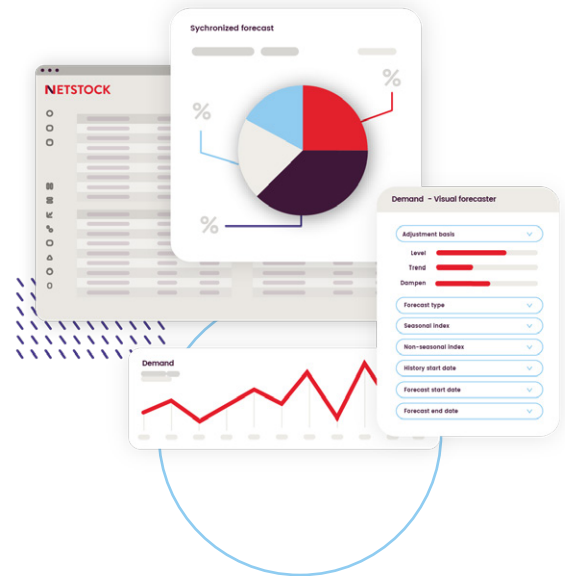 Sychronized forecast
NETSTOCK
%
%
%
Demand - Visual forecaster
Adjustment basis
Level
Trend
Dampen
Forecast type
Seasonal index
Non-seasonal index
History start date
Forecast start date
Forecast end date
Demand